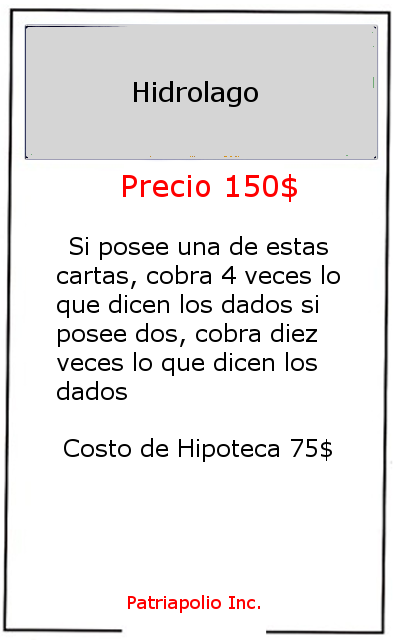 Hidrolago
Precio 150$
Si posee una de estas
cartas, cobra 4 veces lo
que dicen los dados si
posee dos, cobra diez
veces lo que dicen los
dados
Costo de Hipoteca 75$
Patriapolio Inc.